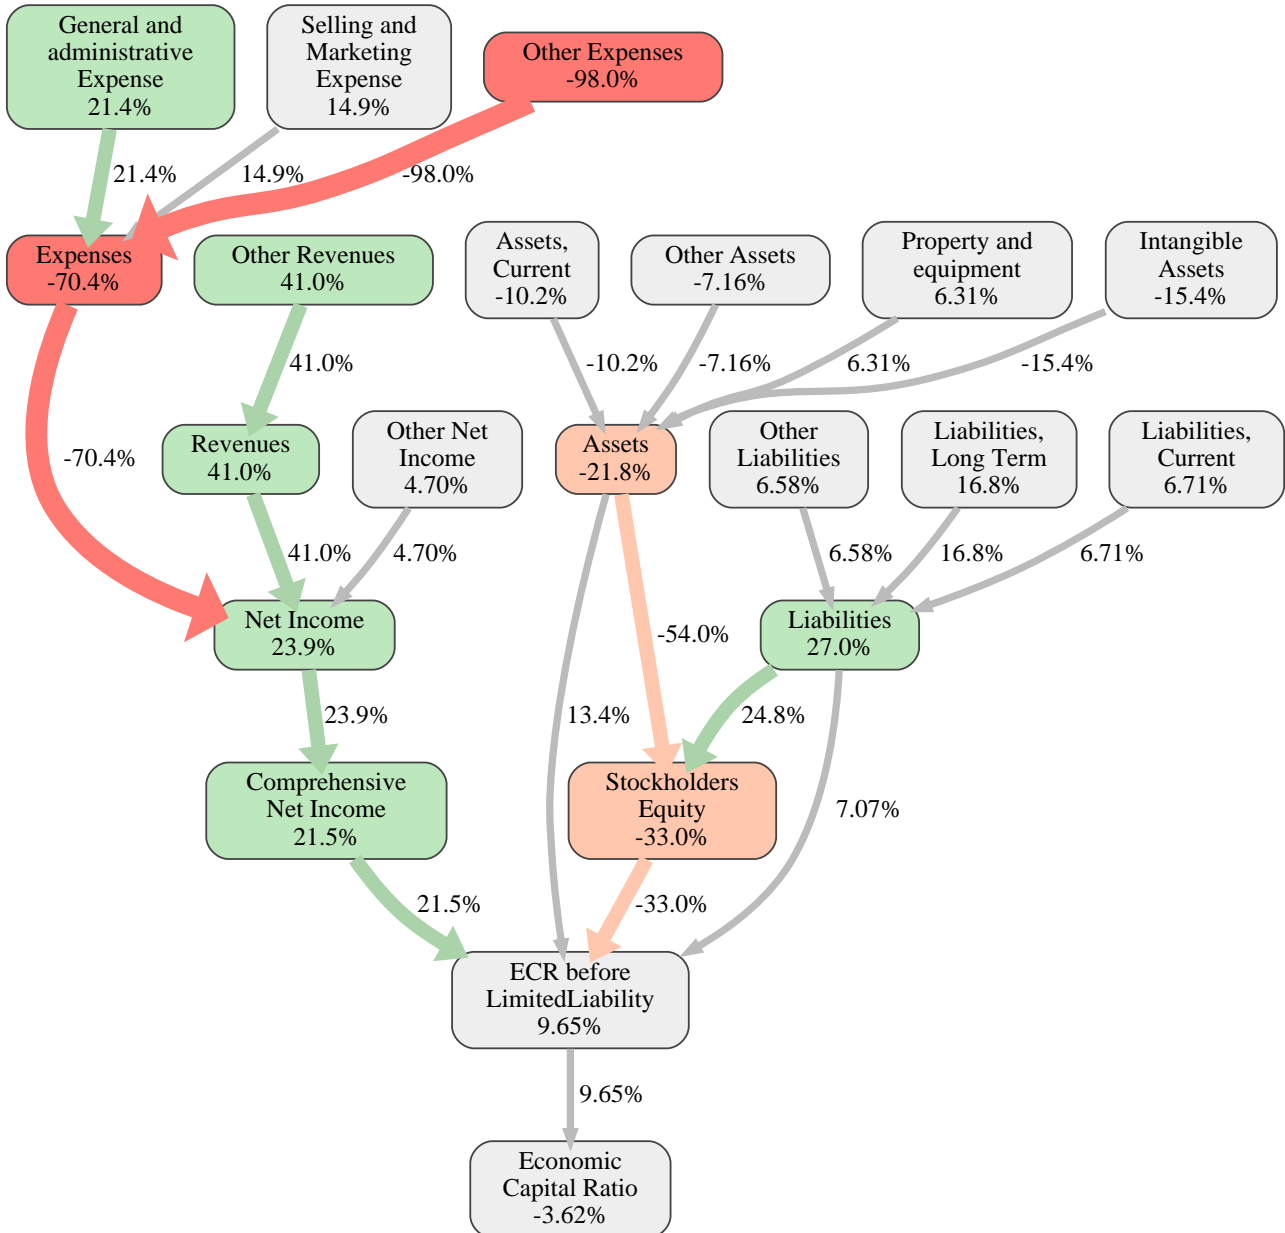 General and
administrative
Expense
21.4%
Selling and
Marketing
Expense
14.9%
Other Expenses
-98.0%
21.4%
14.9%
-98.0%
Expenses
-70.4%
Other Revenues
41.0%
Assets,
Current
-10.2%
Other Assets
-7.16%
Property and
equipment
6.31%
Intangible
Assets
-15.4%
41.0%
-10.2%
-7.16%
6.31%
-15.4%
-70.4%
Revenues
41.0%
Other Net
Income
4.70%
Assets
-21.8%
Other
Liabilities
6.58%
Liabilities,
Long Term
16.8%
Liabilities,
Current
6.71%
41.0%
4.70%
6.58%
16.8%
6.71%
Net Income
23.9%
-54.0%
Liabilities
27.0%
23.9%
13.4%
24.8%
Comprehensive
Net Income
21.5%
Stockholders
Equity
-33.0%
7.07%
21.5%
-33.0%
ECR before
LimitedLiability
9.65%
9.65%
Economic
Capital Ratio
-3.62%